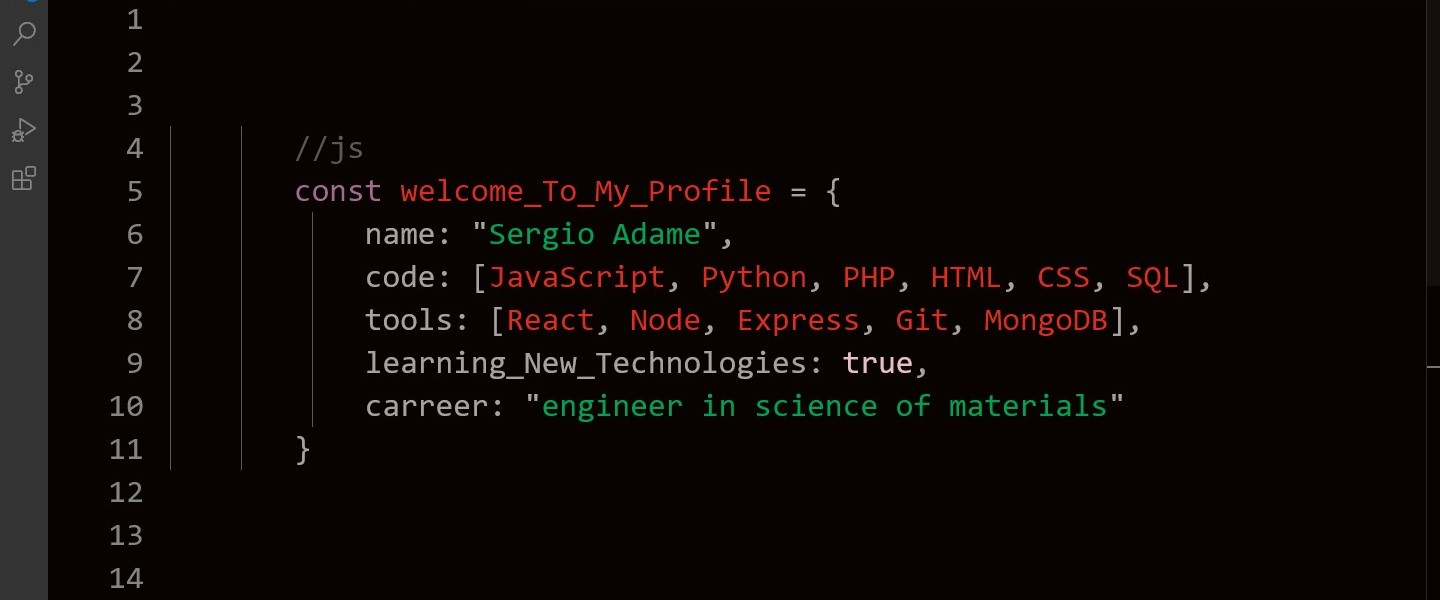 1
2
3
4 //js
5 const welcome_To_My_Profile = {
6 name: "Sergio Adame",
7 code: [JavaScript, Python, PHP, HTML, CSS, SQL],
8 tools: [React, Node, Express, Git, MongoDB],
9 learning_New_Technologies: true,
10 carreer: "engineer in science of materials"
11 }
12
13
14